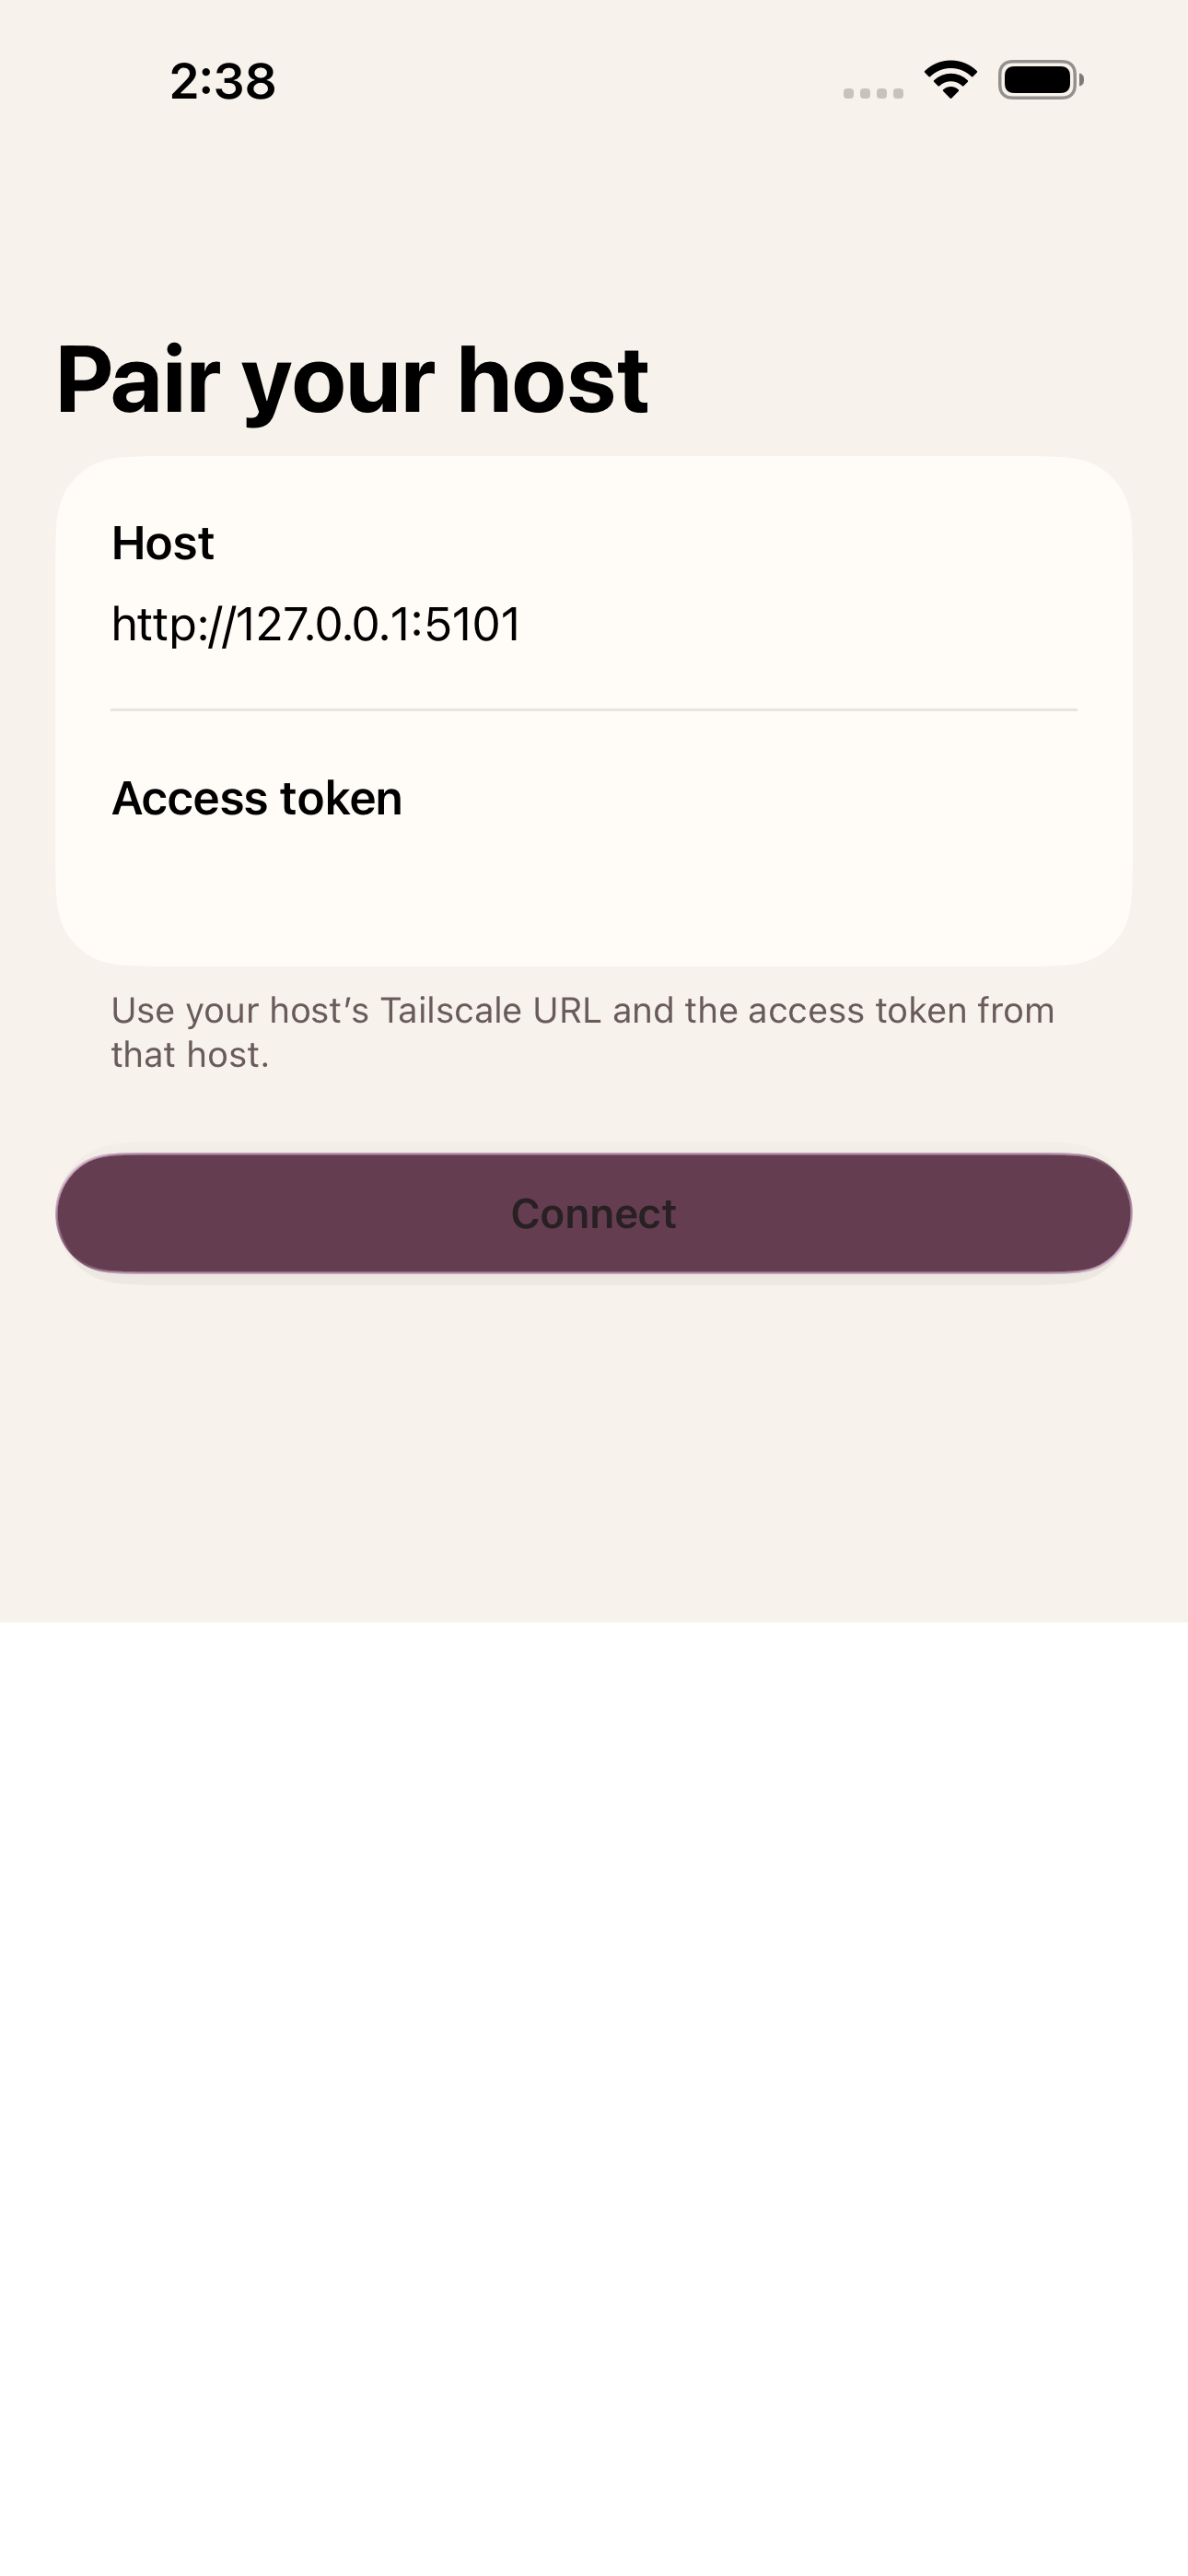 2:38
Pair your host
Host
http://127.0.0.1:5101
Access token
Use your host’s Tailscale URL and the access token from
that host.
Connect